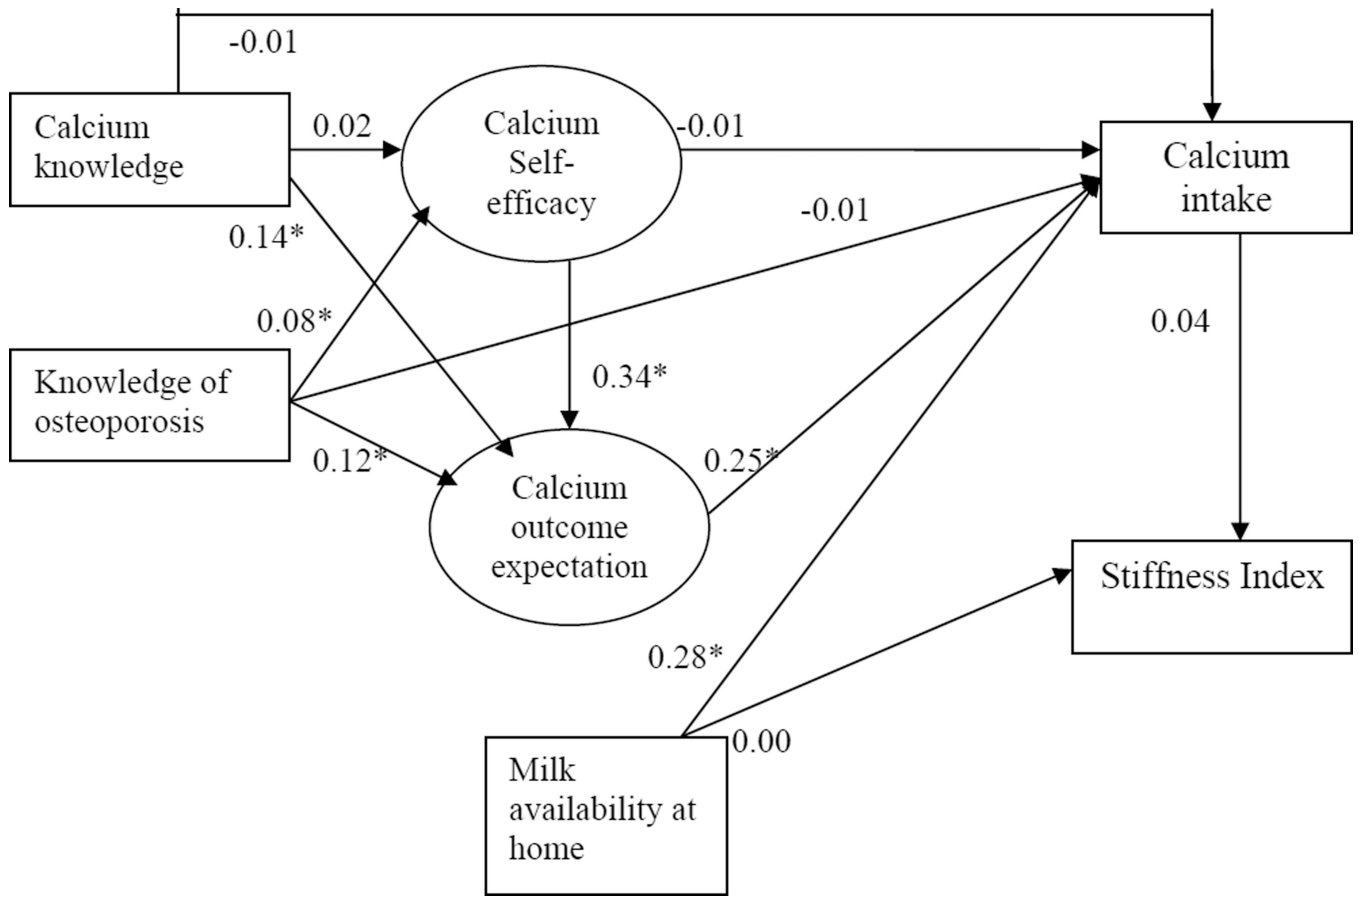 -0.01
Calcium
knowledge
0.02
Calcium
Self-
efficacy
-0.01
Calcium
intake
0.14*
-0.01
0.08*
0.04
Knowledge of
osteoporosis
0.34*
0.12*
0.25*
Calcium
outcome
expectation
Stiffness Index
0.28*
0.00
Milk
availability at
home